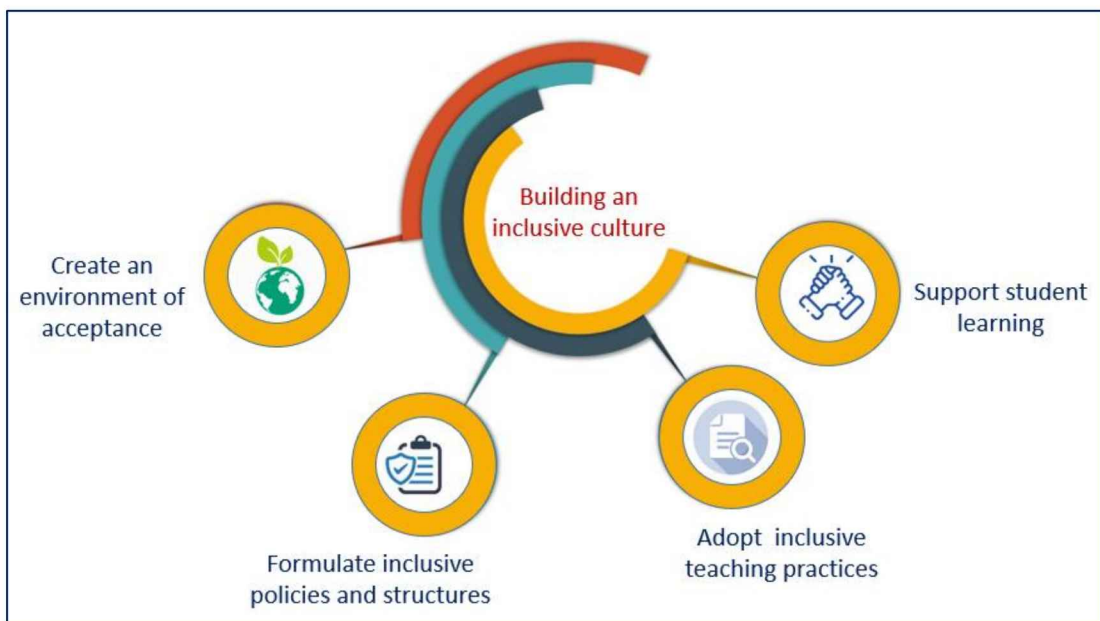 Building an
inclusive culture
Create an
environment of
acceptance
Formulate inclusive
policies and structures
Adopt  inclusive
teaching practices
Support student
learning